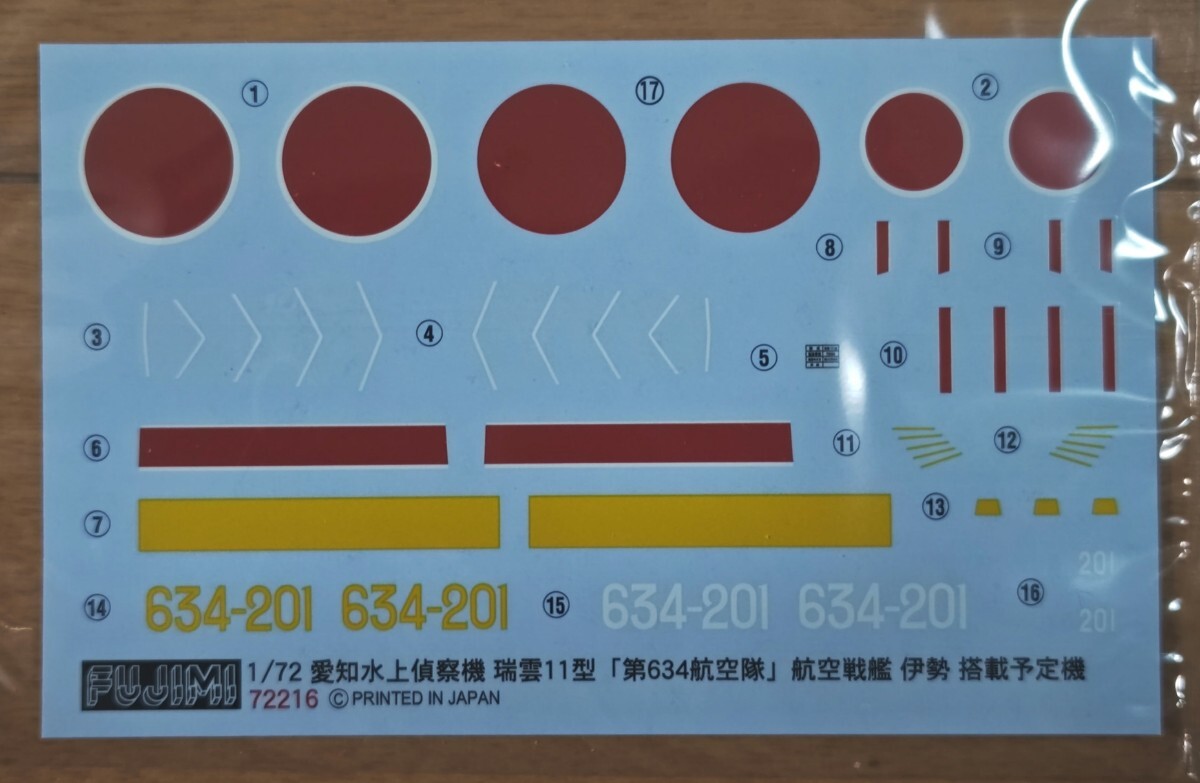 ① ⑰ ②
⑧ ⑨
③ ④ ⑤ ⑩
⑥ ⑪ ⑫
⑦ ⑬
201
⑭ 634-201 634-201 ⑮ 634-201 634-201 ⑯
201
FUJIMI 1/72 愛知水上偵察機 瑞雲11型「第634航空隊」航空戦艦 伊勢 搭載予定機
72216 © PRINTED IN JAPAN